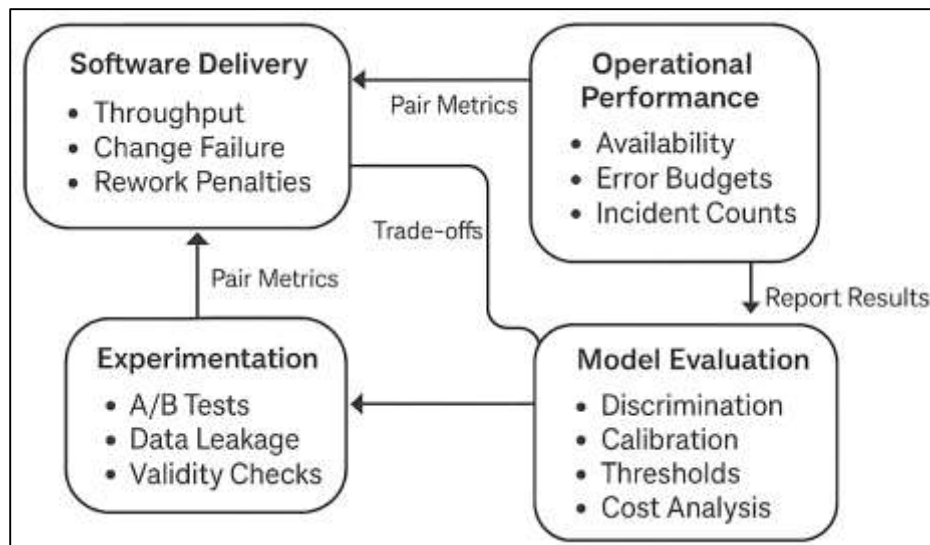 Software Delivery
• Throughput
• Change Failure
• Rework Penalties
Pair Metrics
Operational
Performance
• Availability
• Error Budgets
• Incident Counts
Trade-offs
Pair Metrics
Report Results
Experimentation
• A/B Tests
• Data Leakage
• Validity Checks
Model Evaluation
• Discrimination
• Calibration
• Thresholds
• Cost Analysis